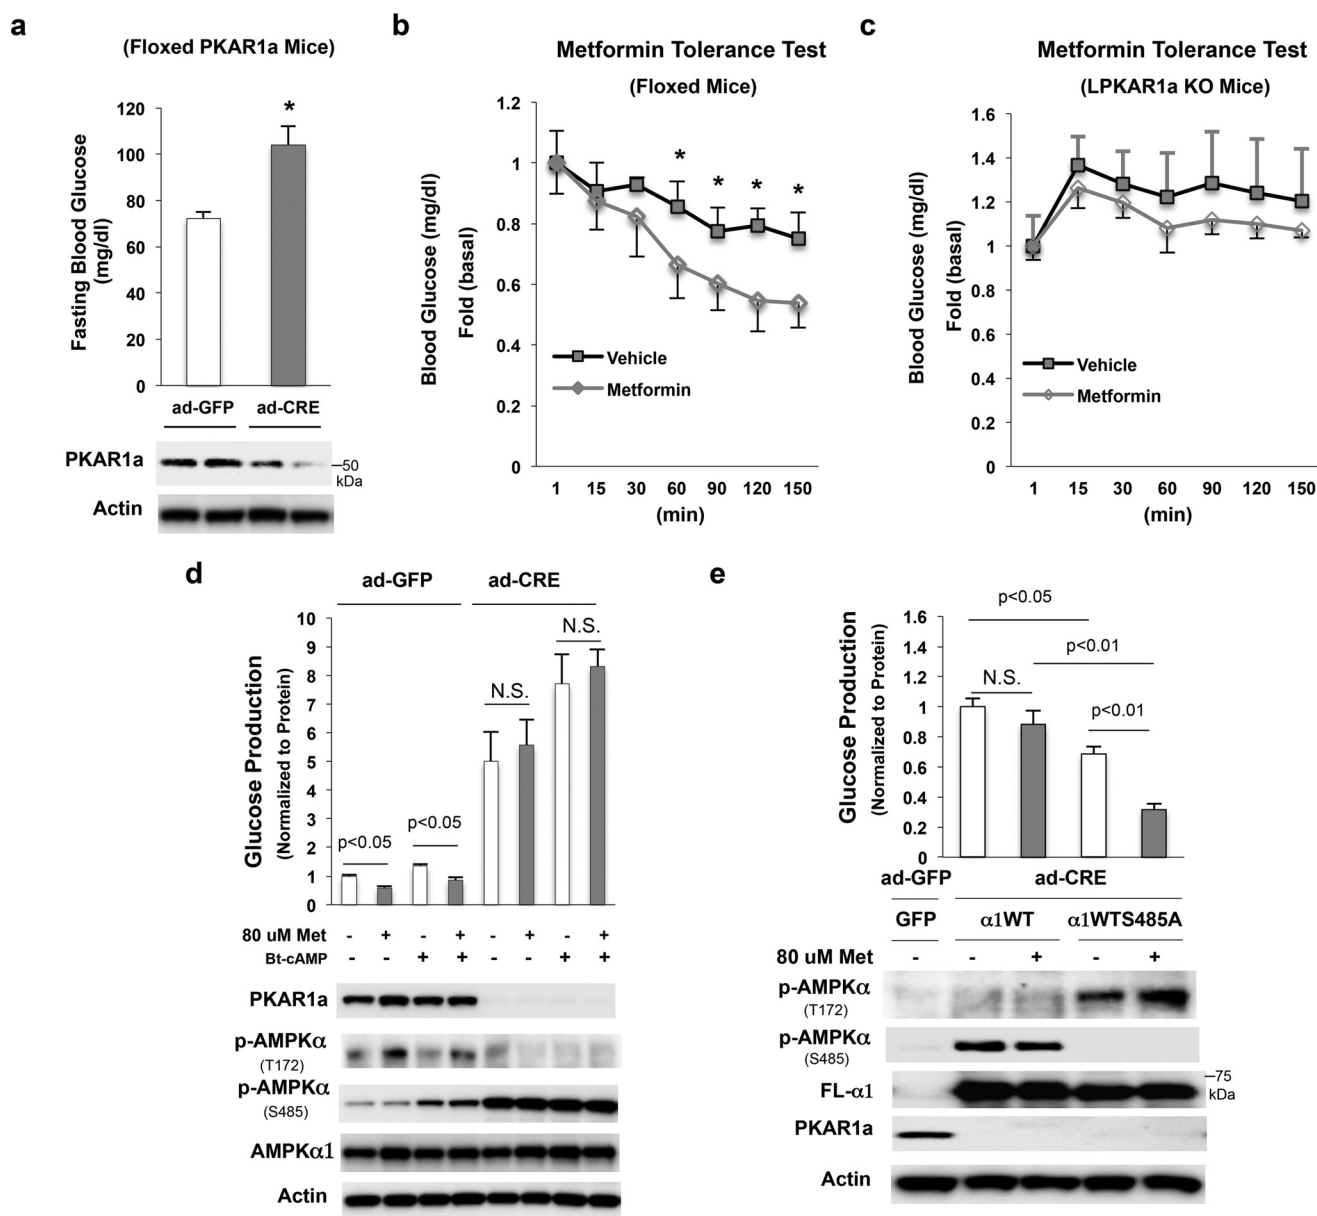 a
(Floxed PKAR1a Mice)
Fasting Blood Glucose
(mg/dl)
120
100
80
60
40
20
0
*
ad-GFP ad-CRE
PKAR1a
50
kDa
Actin
b
Metformin Tolerance Test
(Floxed Mice)
Blood Glucose (mg/dl)
Fold (basal)
1.2
1
0.8
0.6
0.4
0.2
0
* * * *
Vehicle
Metformin
1 15 30 60 90 120 150
(min)
c
Metformin Tolerance Test
(LPKAR1a KO Mice)
Blood Glucose (mg/dl)
Fold (basal)
1.6
1.4
1.2
1
1.6
1.4
1.2
0
Vehicle
Metformin
1 15 30 60 90 120 150
(min)
d
ad-GFP ad-CRE
Glucose Production
(Normalized to Protein)
10
9
8
7
6
5
4
3
2
1
0
p<0.05
p<0.05
N.S.
N.S.
80 uM Met - + - + - + - +
Bt-cAMP - - + + - - + +
PKAR1a
p-AMPKα
(T172)
p-AMPKα
(S485)
AMPKα1
Actin
e
Glucose Production
(Normalized to Protein)
1.6
1.4
1.2
1
0.8
0.6
0.4
0.2
0
p<0.05
p<0.01
N.S.
p<0.01
ad-GFP ad-CRE
GFP α1WT α1WTS485A
80 uM Met - - + - +
p-AMPKα
(T172)
p-AMPKα
(S485)
FL-α1
75
kDa
PKAR1a
Actin